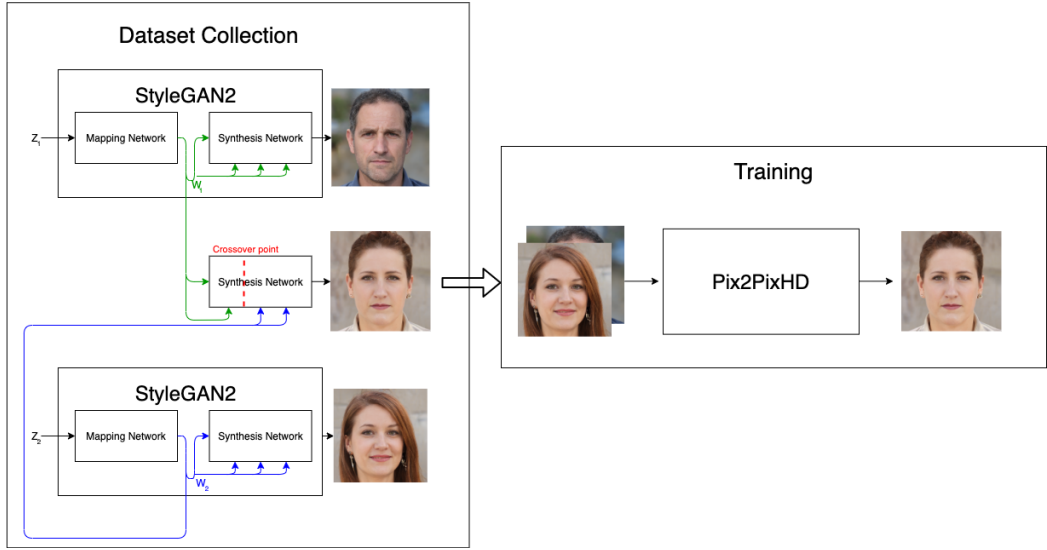 Dataset Collection
StyleGAN2
Z1
Mapping Network
Synthesis Network
W1
Crossover point
Synthesis Network
StyleGAN2
Z2
Mapping Network
Synthesis Network
W2
Training
Pix2PixHD